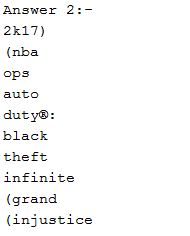 Answer 2:-
2k17)
(nba
ops
auto
duty®:
black
theft
infinite
(grand
(injustice